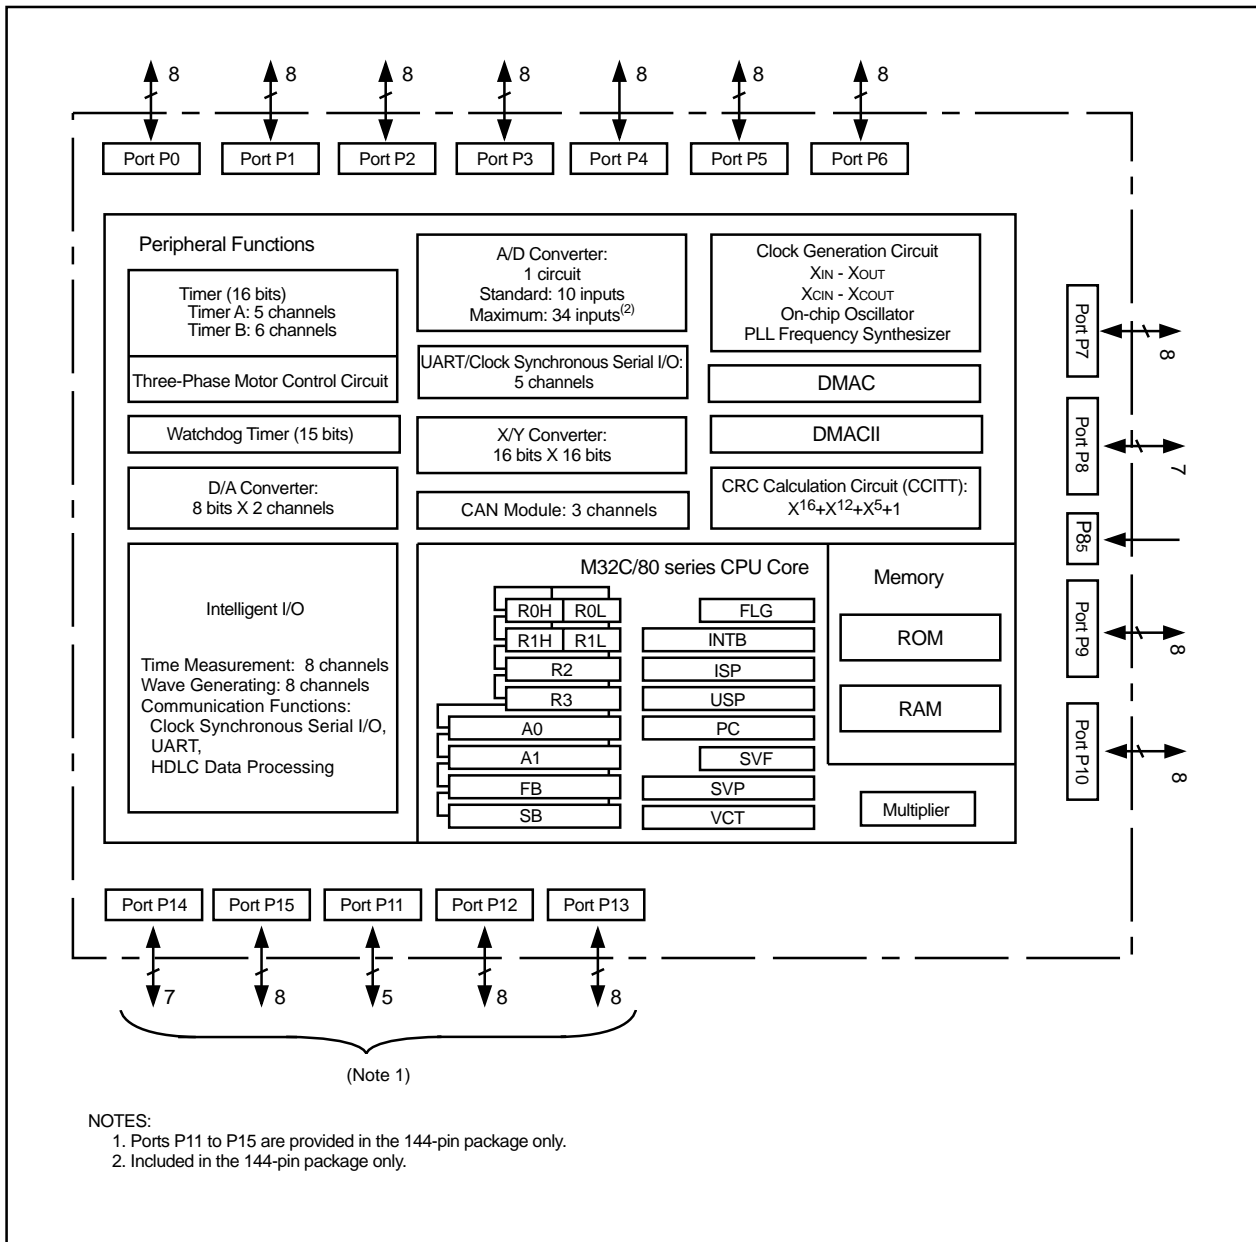 8 8 8 8 8 8 8
Port P0 Port P1 Port P2 Port P3 Port P4 Port P5 Port P6
Peripheral Functions
Timer (16 bits)
Timer A: 5 channels
Timer B: 6 channels
Three-Phase Motor Control Circuit
Watchdog Timer (15 bits)
D/A Converter:
8 bits X 2 channels
Intelligent I/O
Time Measurement: 8 channels
Wave Generating: 8 channels
Communication Functions:
Clock Synchronous Serial I/O,
UART,
HDLC Data Processing
A/D Converter:
1 circuit
Standard: 10 inputs
Maximum: 34 inputs(2)
UART/Clock Synchronous Serial I/O:
5 channels
X/Y Converter:
16 bits X 16 bits
CAN Module: 3 channels
Clock Generation Circuit
XIN - XOUT
XCIN - XCOUT
On-chip Oscillator
PLL Frequency Synthesizer
DMAC
DMACII
CRC Calculation Circuit (CCITT):
X16+X12+X5+1
M32C/80 series CPU Core
R0H R0L
R1H R1L
R2
R3
A0
A1
FB
SB
FLG
INTB
ISP
USP
PC
SVF
SVP
VCT
Memory
ROM
RAM
Multiplier
Port P7
8
Port P8
7
P85
Port P9
8
Port P10
8
Port P14 Port P15 Port P11 Port P12 Port P13
7 8 5 8 8
(Note 1)
NOTES:
1. Ports P11 to P15 are provided in the 144-pin package only.
2. Included in the 144-pin package only.